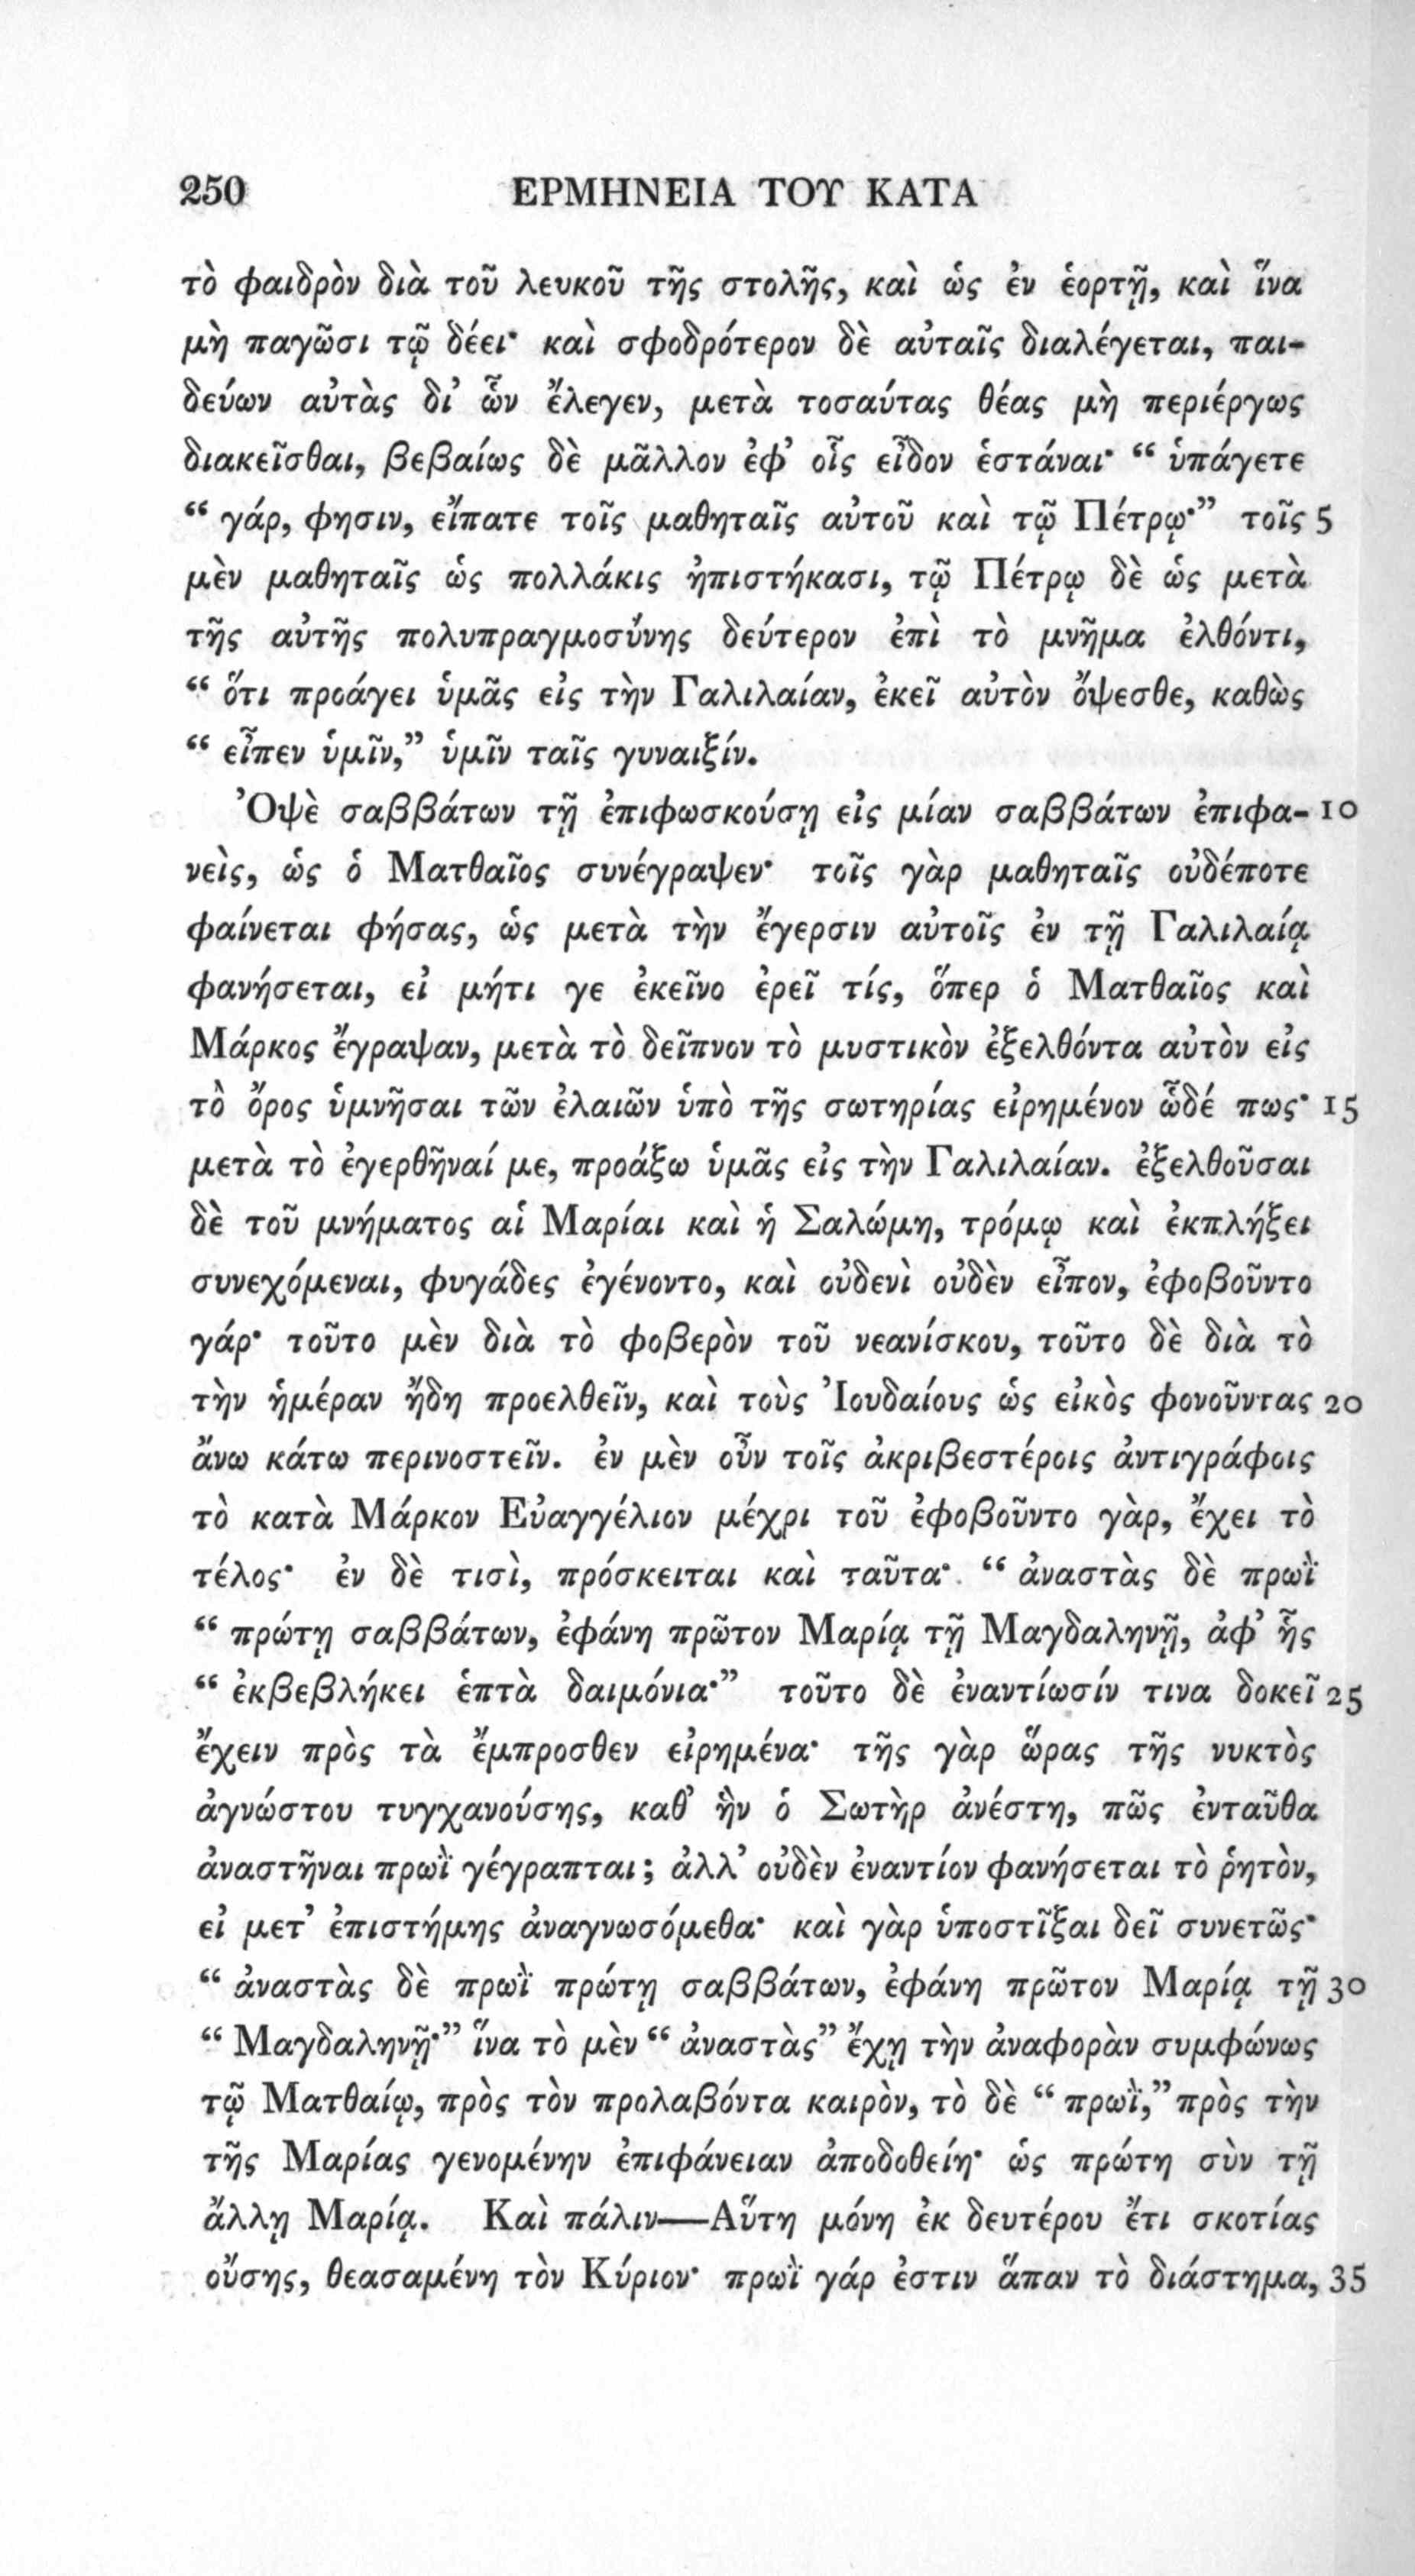 250 ΕΡΜΗΝΕΙΑ ΤΟΥ ΚΑΤΑ
τὸ φαιδρὸν διὰ τοῦ λευκοῦ τῆς στολῆς, καὶ ὡς ἐν ἑορτῇ, καὶ ἵνα
μὴ παγῶσι τῷ δέει· καὶ σφοδρότερον δὲ αὐταῖς διαλέγεται, παι-
δεύων αὐτὰς δι’ ὧν ἔλεγεν, μετὰ τοσαύτας θέας μὴ περιέργως
διακεῖσθαι, βεβαίως δὲ μᾶλλον ἐφ’ οἷς εἶδον ἑστάναι· “ ὑπάγετε
“ γάρ, φησιν, εἴπατε τοῖς μαθηταῖς αὐτοῦ καὶ τῷ Πέτρῳ·” τοῖς 5
μὲν μαθηταῖς ὡς πολλάκις ἠπιστήκασι, τῷ Πέτρῳ δὲ ὡς μετὰ
τῆς αὐτῆς πολυπραγμοσύνης δεύτερον ἐπὶ τὸ μνῆμα ἐλθόντι,
“ ὅτι προάγει ὑμᾶς εἰς τὴν Γαλιλαίαν, ἐκεῖ αὐτὸν ὄψεσθε, καθὼς
“ εἶπεν ὑμῖν,” ὑμῖν ταῖς γυναιξίν.
Ὀψὲ σαββάτων τῇ ἐπιφωσκούσῃ εἰς μίαν σαββάτων ἐπιφα- 10
νεὶς, ὡς ὁ Ματθαῖος συνέγραψεν· τοῖς γὰρ μαθηταῖς οὐδέποτε
φαίνεται φήσας, ὡς μετὰ τὴν ἔγερσιν αὐτοῖς ἐν τῇ Γαλιλαίᾳ
φανήσεται, εἰ μήτι γε ἐκεῖνο ἐρεῖ τίς, ὅπερ ὁ Ματθαῖος καὶ
Μάρκος ἔγραψαν, μετὰ τὸ δεῖπνον τὸ μυστικὸν ἐξελθόντα αὐτὸν εἰς
τὸ ὄρος ὑμνῆσαι τῶν ἐλαιῶν ὑπὸ τῆς σωτηρίας εἰρημένον ὧδέ πως· 15
μετὰ τὸ ἐγερθῆναί με, προάξω ὑμᾶς εἰς τὴν Γαλιλαίαν. ἐξελθοῦσαι
δὲ τοῦ μνήματος αἱ Μαρίαι καὶ ἡ Σαλώμη, τρόμῳ καὶ ἐκπλήξει
συνεχόμεναι, φυγάδες ἐγένοντο, καὶ οὐδενὶ οὐδὲν εἶπον, ἐφοβοῦντο
γάρ· τοῦτο μὲν διὰ τὸ φοβερὸν τοῦ νεανίσκου, τοῦτο δὲ διὰ τὸ
τὴν ἡμέραν ἤδη προελθεῖν, καὶ τοὺς Ἰουδαίους ὡς εἰκὸς φονοῦντας 20
ἄνω κάτω περινοστεῖν. ἐν μὲν οὖν τοῖς ἀκριβεστέροις ἀντιγράφοις
τὸ κατὰ Μάρκον Εὐαγγέλιον μέχρι τοῦ ἐφοβοῦντο γὰρ, ἔχει τὸ
τέλος· ἐν δὲ τισὶ, πρόσκειται καὶ ταῦτα· “ ἀναστὰς δὲ πρωῒ
“ πρώτῃ σαββάτων, ἐφάνη πρῶτον Μαρίᾳ τῇ Μαγδαληνῇ, ἀφ’ ἧς
“ ἐκβεβλήκει ἑπτὰ δαιμόνια·” τοῦτο δὲ ἐναντίωσίν τινα δοκεῖ 25
ἔχειν πρὸς τὰ ἔμπροσθεν εἰρημένα· τῆς γὰρ ὥρας τῆς νυκτὸς
ἀγνώστου τυγχανούσης, καθ’ ἣν ὁ Σωτὴρ ἀνέστη, πῶς ἐνταῦθα
ἀναστῆναι πρωῒ γέγραπται ; ἀλλ’ οὐδὲν ἐναντίον φανήσεται τὸ ῥητὸν,
εἰ μετ’ ἐπιστήμης ἀναγνωσόμεθα· καὶ γὰρ ὑποστῖξαι δεῖ συνετῶς·
“ ἀναστὰς δὲ πρωῒ πρώτῃ σαββάτων, ἐφάνη πρῶτον Μαρίᾳ τῇ 30
“ Μαγδαληνῇ·” ἵνα τὸ μὲν “ ἀναστὰς” ἔχῃ τὴν ἀναφορὰν συμφώνως
τῷ Ματθαίῳ, πρὸς τὸν προλαβόντα καιρὸν, τὸ δὲ “ πρωῒ,” πρὸς τὴν
τῆς Μαρίας γενομένην ἐπιφάνειαν ἀποδοθείη· ὡς πρώτη σὺν τῇ
ἄλλῃ Μαρίᾳ. Καὶ πάλιν—Αὕτη μόνη ἐκ δευτέρου ἔτι σκοτίας
οὔσης, θεασαμένη τὸν Κύριον· πρωῒ γάρ ἐστιν ἅπαν τὸ διάστημα, 35